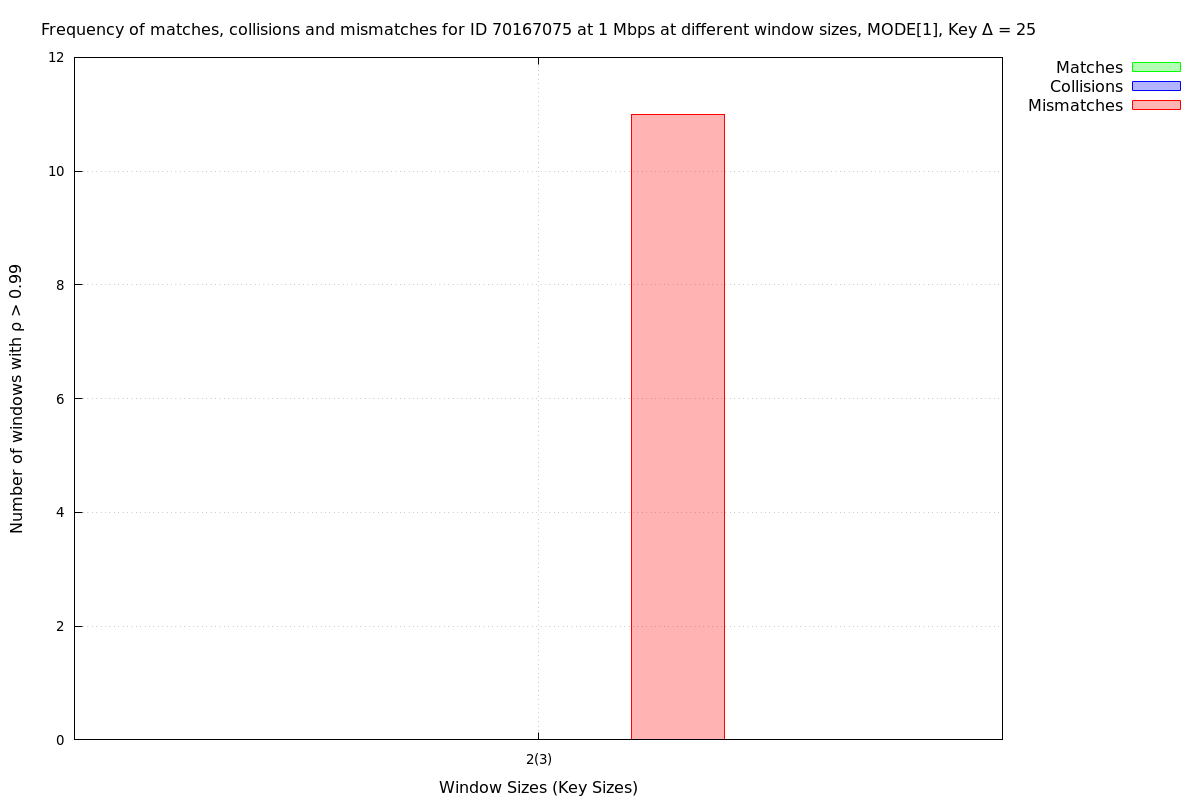 Frequency of matches, collisions and mismatches for ID 70167075 at 1 Mbps at different window sizes, MODE[1], Key Δ = 25
Matches
Collisions
Mismatches
12
10
8
6
4
2
0
Number of windows with ρ > 0.99
2(3)
Window Sizes (Key Sizes)